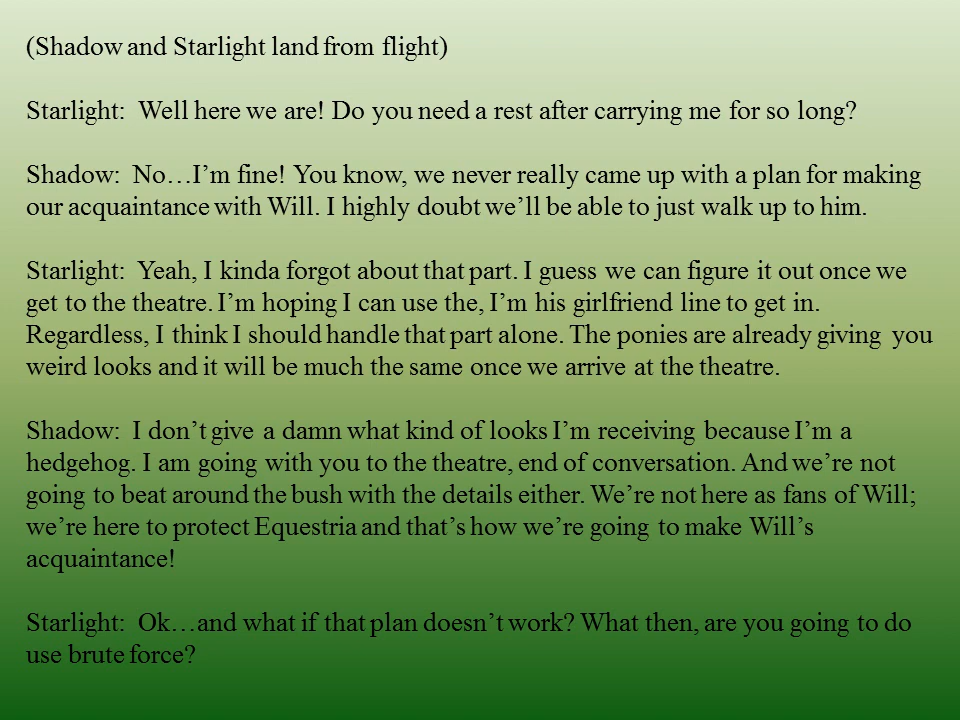 (Shadow and Starlight land from flight)
Starlight:  Well here we are! Do you need a rest after carrying me for so long?
Shadow:  No…I’m fine! You know, we never really came up with a plan for making
our acquaintance with Will. I highly doubt we’ll be able to just walk up to him.
Starlight:  Yeah, I kinda forgot about that part. I guess we can figure it out once we
get to the theatre. I’m hoping I can use the, I’m his girlfriend line to get in.
Regardless, I think I should handle that part alone. The ponies are already giving  you
weird looks and it will be much the same once we arrive at the theatre.
Shadow:  I don’t give a damn what kind of looks I’m receiving because I’m a
hedgehog. I am going with you to the theatre, end of conversation. And we’re not
going to beat around the bush with the details either. We’re not here as fans of Will;
we’re here to protect Equestria and that’s how we’re going to make Will’s
acquaintance!
Starlight:  Ok…and what if that plan doesn’t work? What then, are you going to do
use brute force?